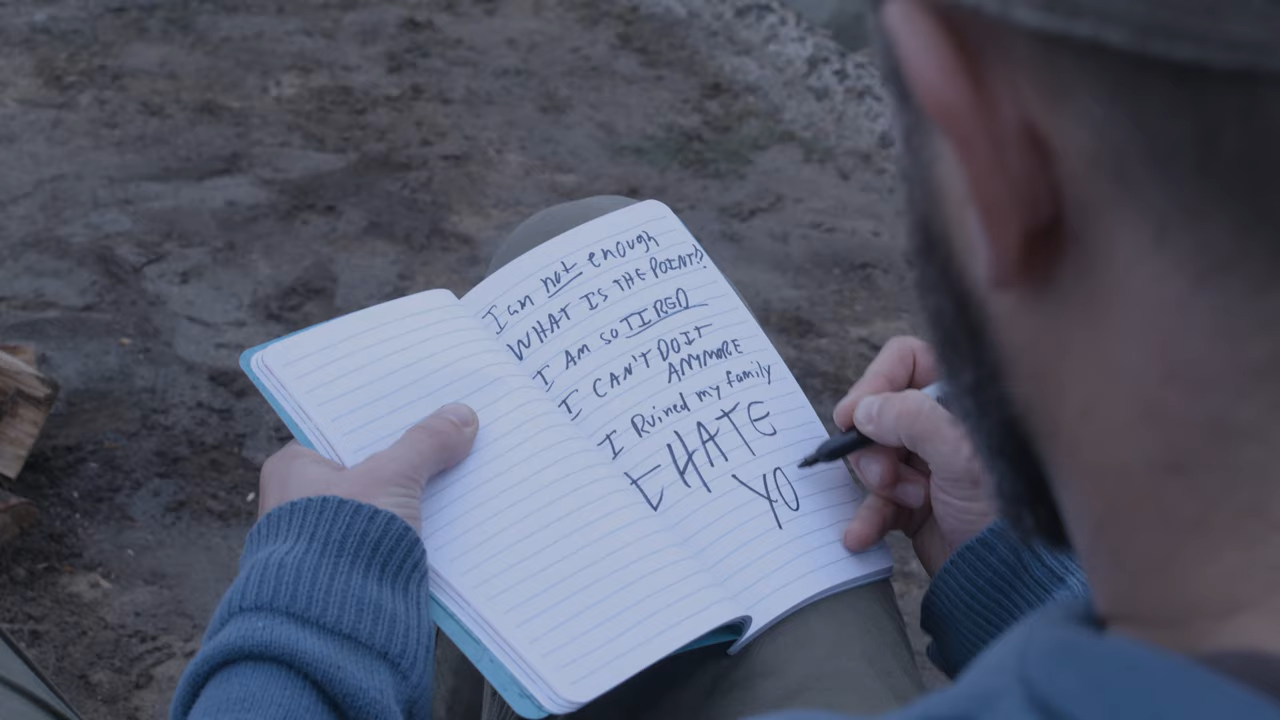 I am not enough
WHAT IS THE POINT?
I AM SO TIRED
I CAN'T DO IT
ANYMORE
I Ruined my family
I HATE
YO